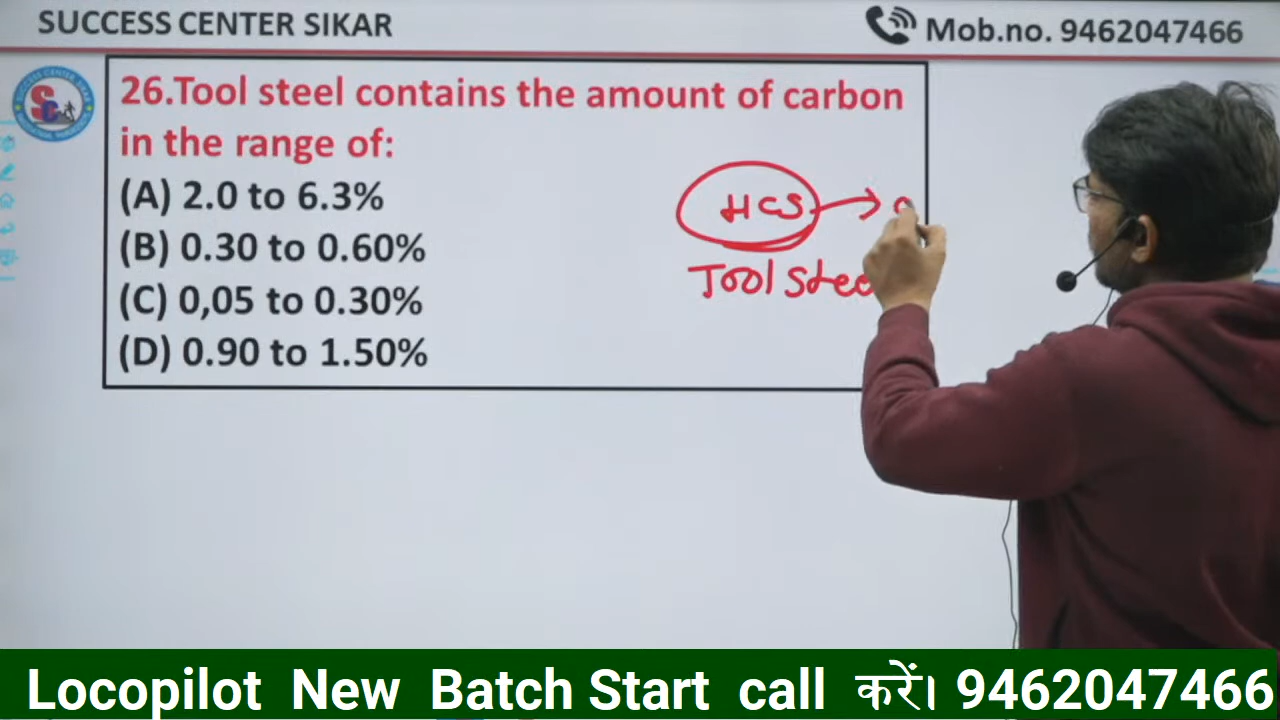 SUCCESS CENTER SIKAR
Mob.no. 9462047466
26.Tool steel contains the amount of carbon
in the range of:
(A) 2.0 to 6.3%
(B) 0.30 to 0.60%
(C) 0,05 to 0.30%
(D) 0.90 to 1.50%
HCS
Tool Stee
Locopilot New Batch Start call करें। 9462047466